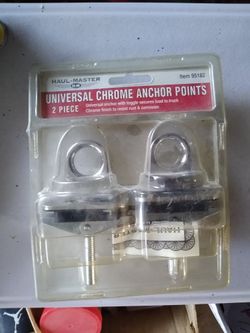 HAUL-MASTER
Item 95182
UNIVERSAL CHROME ANCHOR POINTS
2 PIECE
Universal anchor with toggle secures load to truck
Chrome finish to resist rust & corrosion
HAUL